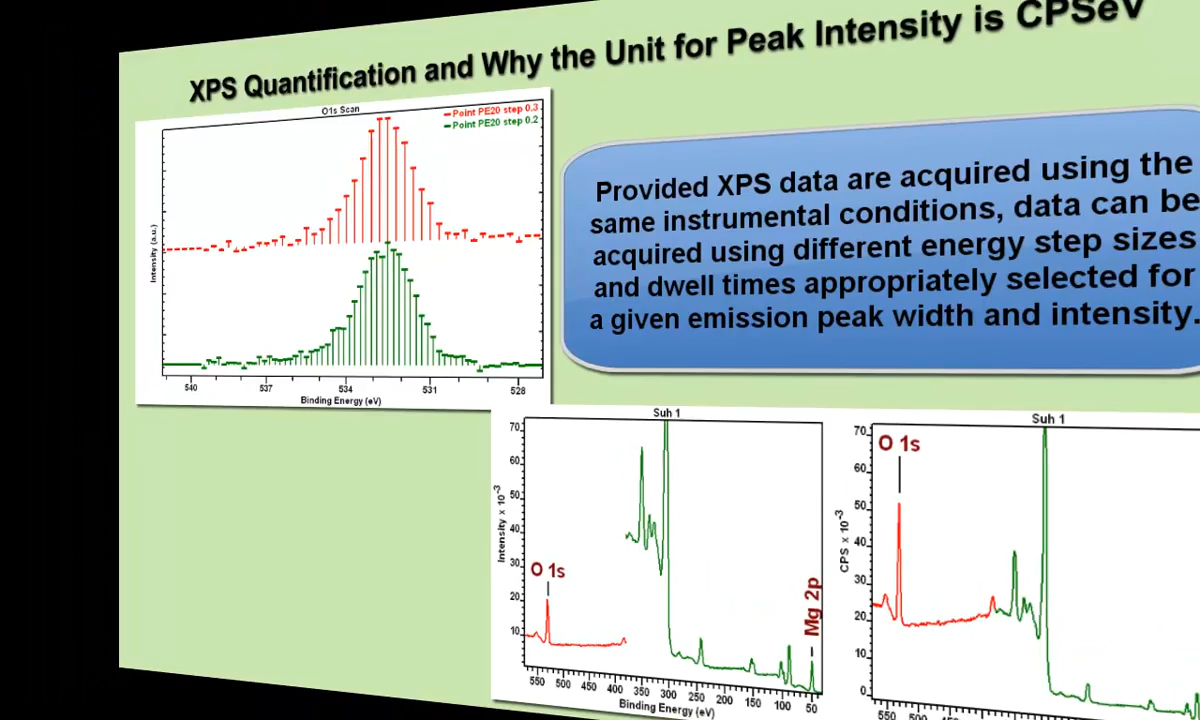 XPS Quantification and Why the Unit for Peak Intensity is CPSeV
O1s Scan
Point PE20 step 0.3
Point PE20 step 0.2
Intensity (a.u.)
540 537 534 531 528
Binding Energy (eV)
Provided XPS data are acquired using the
same instrumental conditions, data can be
acquired using different energy step sizes
and dwell times appropriately selected for
a given emission peak width and intensity.
Suh 1
70
60
50
40
30
20
10
Intensity x 10^-3
O 1s
Mg 2p
550 500 450 400 350 300 250 200 150 100 50
Binding Energy (eV)
Suh 1
70
60
50
40
30
20
10
0
CPS x 10^-3
O 1s
550 500